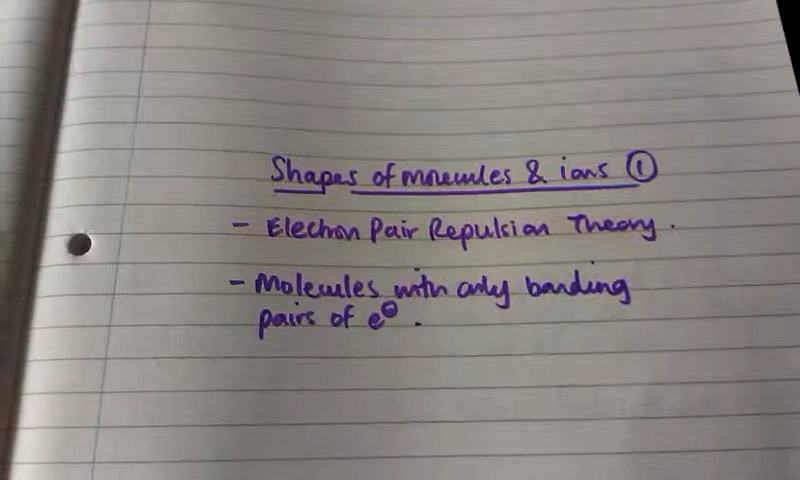 Shapes of molecules & ions ①
- Electron Pair Repulsion Theory.
- Molecules with only bonding
pairs of e⊖.